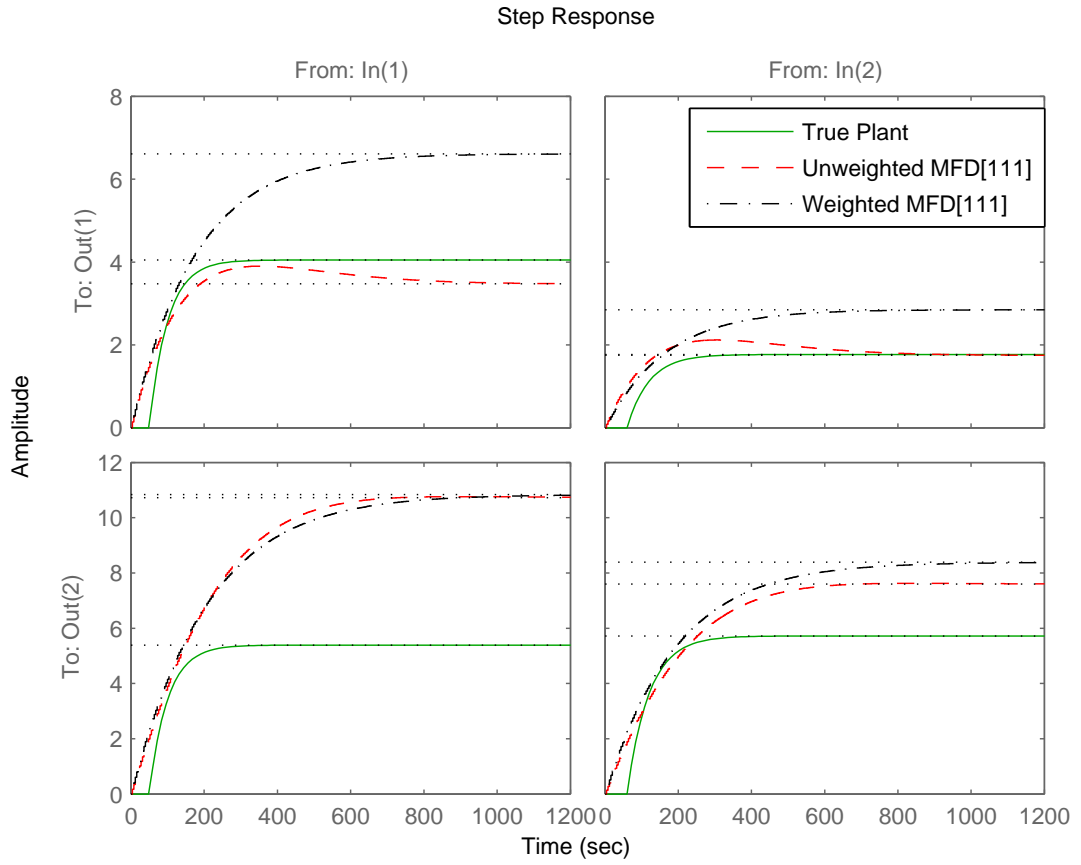 Step Response
From: In(1)
From: In(2)
Amplitude
To: Out(1)
8
6
4
2
0
True Plant
Unweighted MFD[111]
Weighted MFD[111]
To: Out(2)
12
10
8
6
4
2
0
0 200 400 600 800 1000 1200
0 200 400 600 800 1000 1200
Time (sec)